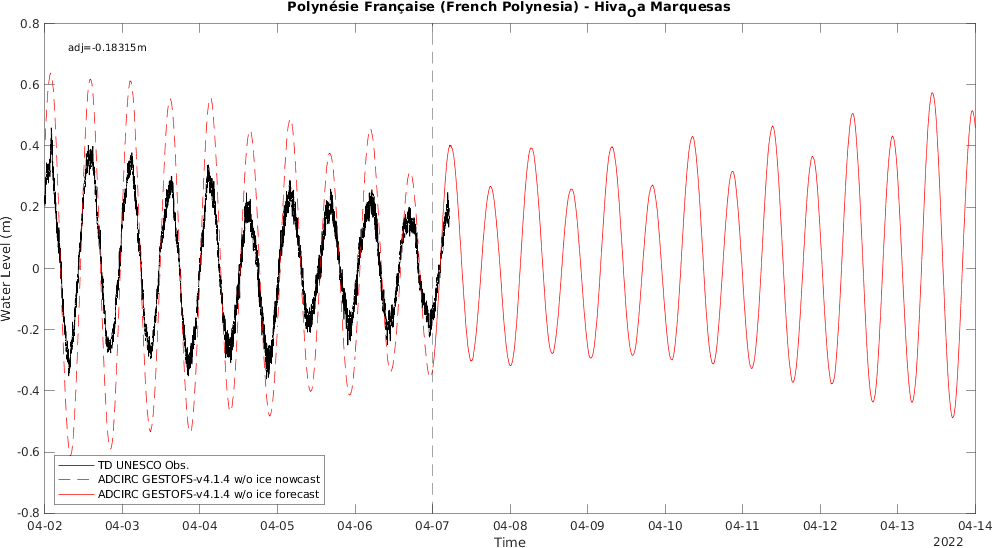 Polynésie Française (French Polynesia) - Hiva_Oa Marquesas
adj=-0.18315m
0.8
0.6
0.4
0.2
0
-0.2
-0.4
-0.6
-0.8
Water Level (m)
TD UNESCO Obs.
ADCIRC GESTOFS-v4.1.4 w/o ice nowcast
ADCIRC GESTOFS-v4.1.4 w/o ice forecast
04-02 04-03 04-04 04-05 04-06 04-07 04-08 04-09 04-10 04-11 04-12 04-13 04-14
Time
2022